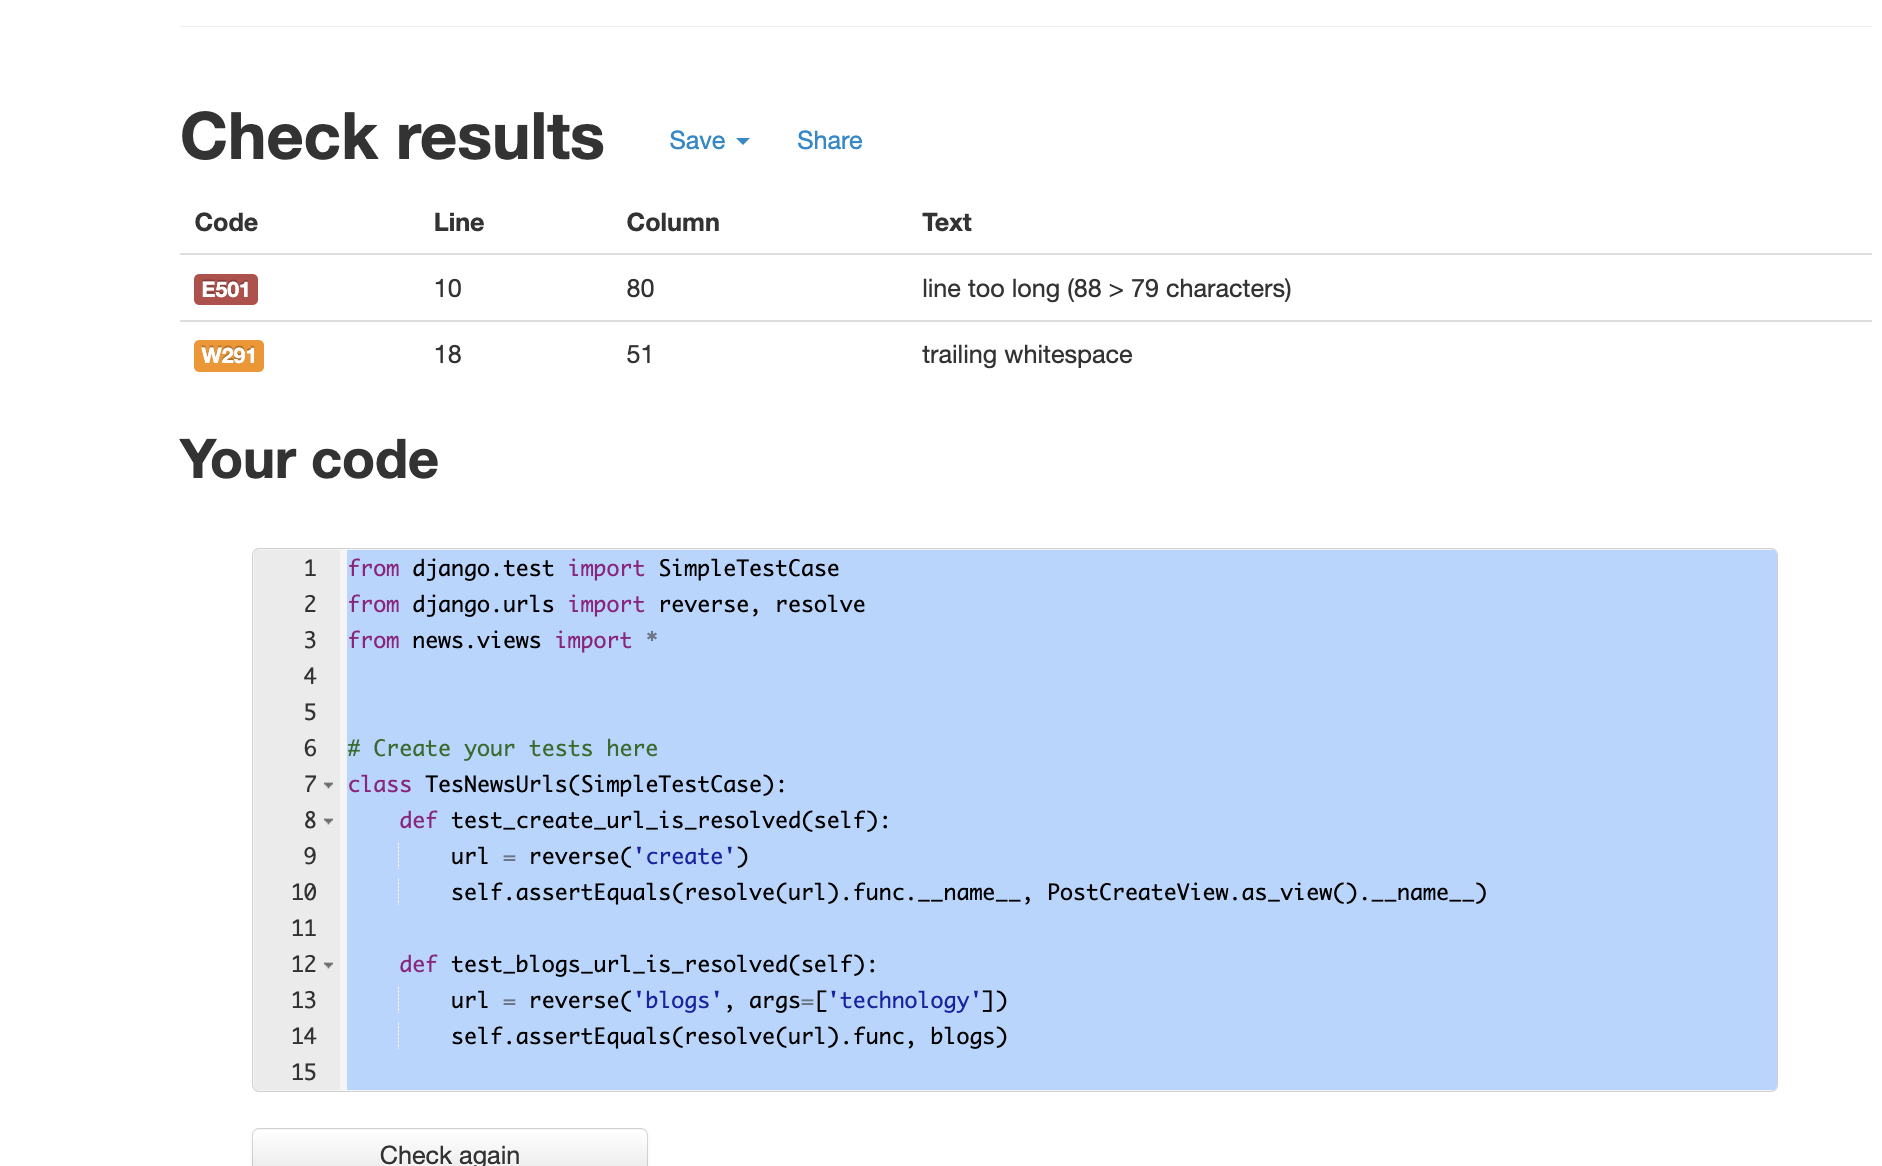 Check results Save Share
Code Line Column Text
E501 10 80 line too long (88 > 79 characters)
W291 18 51 trailing whitespace
Your code
1 from django.test import SimpleTestCase
2 from django.urls import reverse, resolve
3 from news.views import *
4
5
6 # Create your tests here
7 class TesNewsUrls(SimpleTestCase):
8     def test_create_url_is_resolved(self):
9         url = reverse('create')
10         self.assertEquals(resolve(url).func.__name__, PostCreateView.as_view().__name__)
11
12     def test_blogs_url_is_resolved(self):
13         url = reverse('blogs', args=['technology'])
14         self.assertEquals(resolve(url).func, blogs)
15
Check again